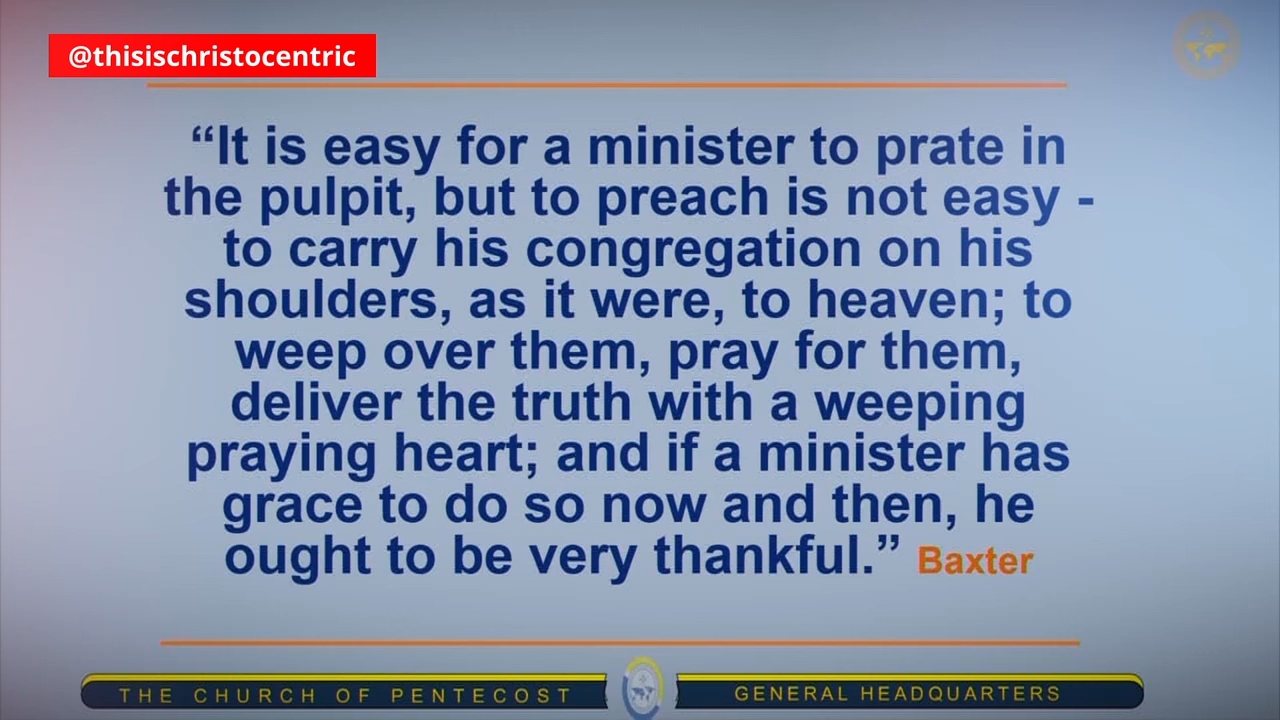 @thisischristocentric
“It is easy for a minister to prate in
the pulpit, but to preach is not easy -
to carry his congregation on his
shoulders, as it were, to heaven; to
weep over them, pray for them,
deliver the truth with a weeping
praying heart; and if a minister has
grace to do so now and then, he
ought to be very thankful.” Baxter
THE CHURCH OF PENTECOST GENERAL HEADQUARTERS